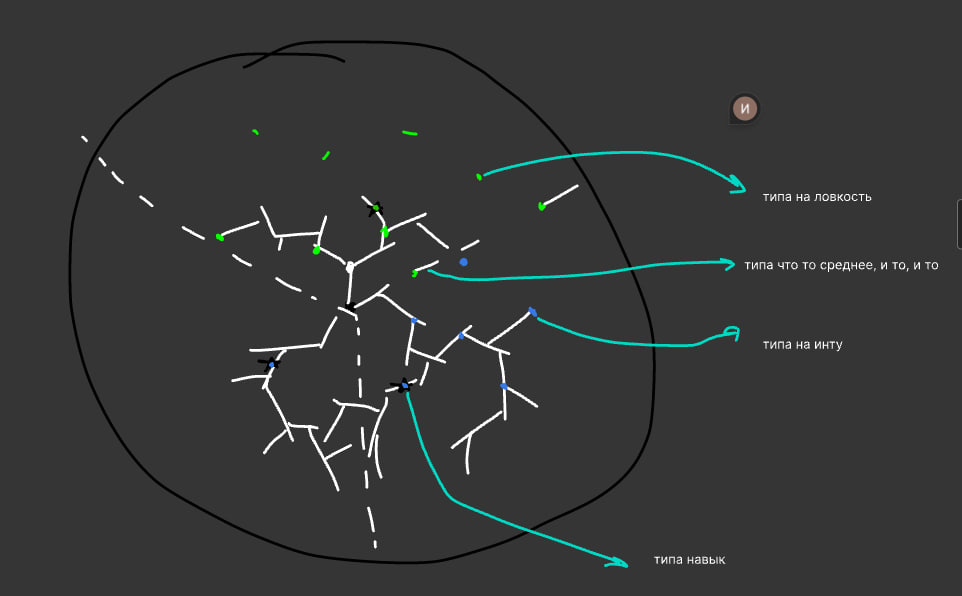 И
типа на ловкость
типа что то среднее, и то, и то
типа на инту
типа навык